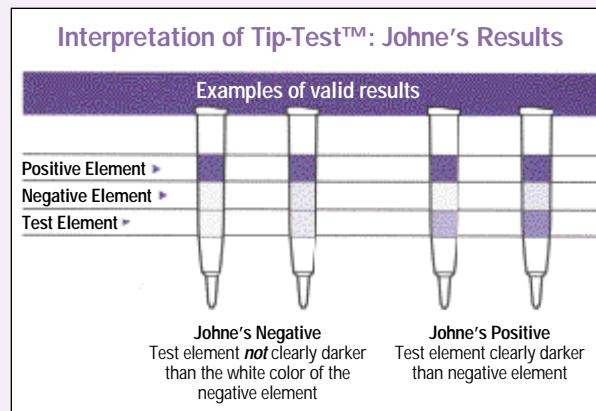 Interpretation of Tip-Test™: Johne's Results
Examples of valid results
Positive Element
Negative Element
Test Element
Johne's Negative
Test element not clearly darker
than the white color of the
negative element
Johne's Positive
Test element clearly darker
than negative element